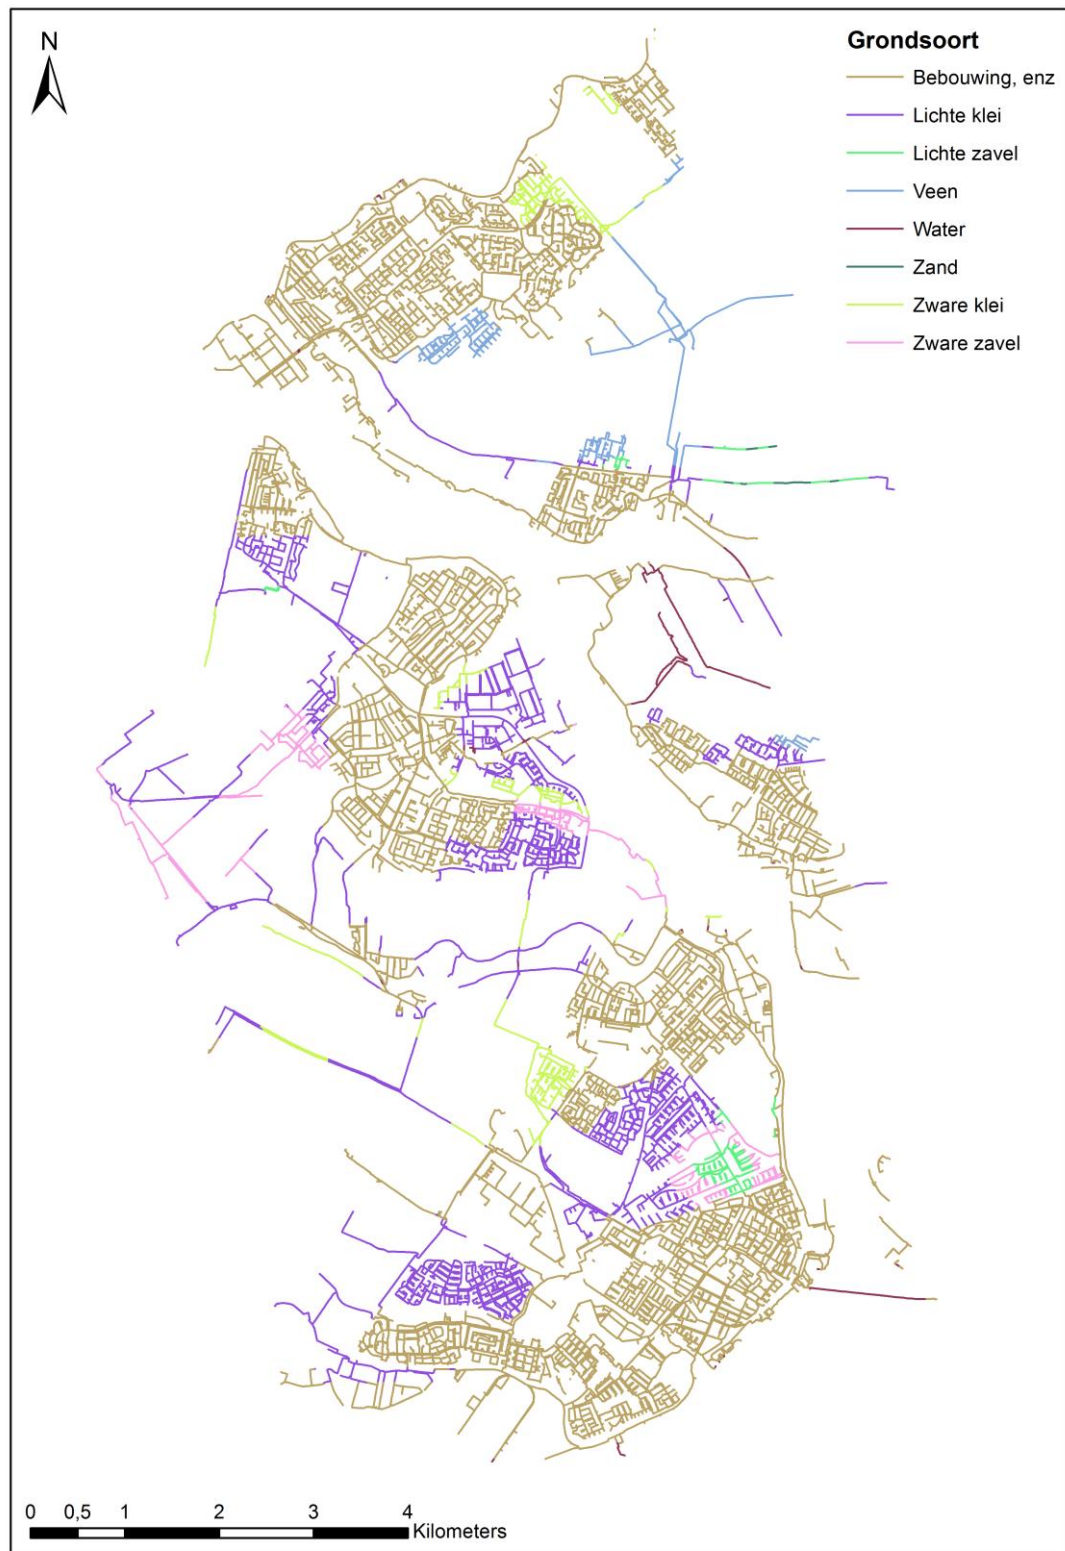 N
Grondsoort
Bebouwing, enz
Lichte klei
Lichte zavel
Veen
Water
Zand
Zware klei
Zware zavel
0 0,5 1 2 3 4
Kilometers